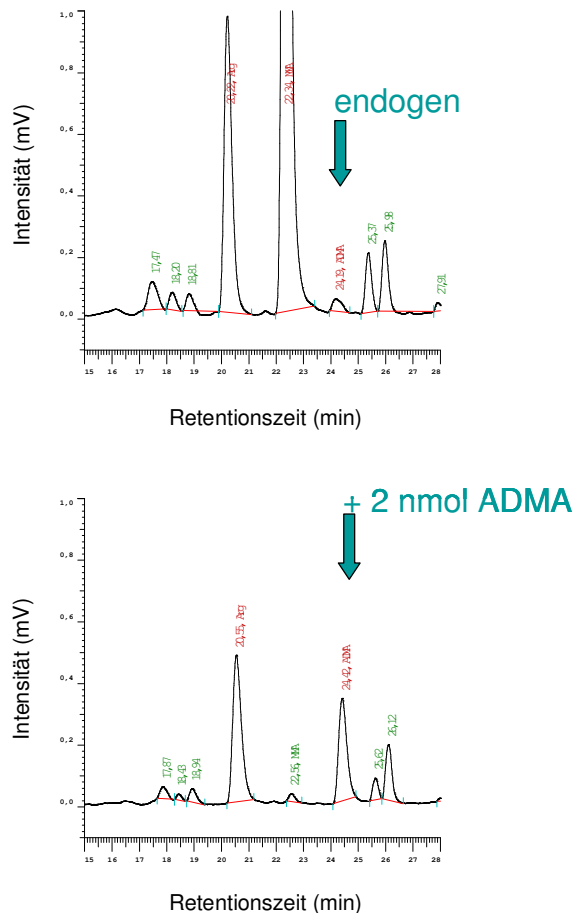 1,0
0,8
0,6
0,4
0,2
0,0
Intensität (mV)
17,47
18,20
18,81
20,22, Arg
22,34, MMA
endogen
24,19, ADMA
25,37
25,98
27,91
15 16 17 18 19 20 21 22 23 24 25 26 27 28
Retentionszeit (min)
+ 2 nmol ADMA
1,0
0,8
0,6
0,4
0,2
0,0
Intensität (mV)
17,87
18,43
18,94
20,55, Arg
22,56, MMA
24,42, ADMA
25,62
26,12
15 16 17 18 19 20 21 22 23 24 25 26 27 28
Retentionszeit (min)